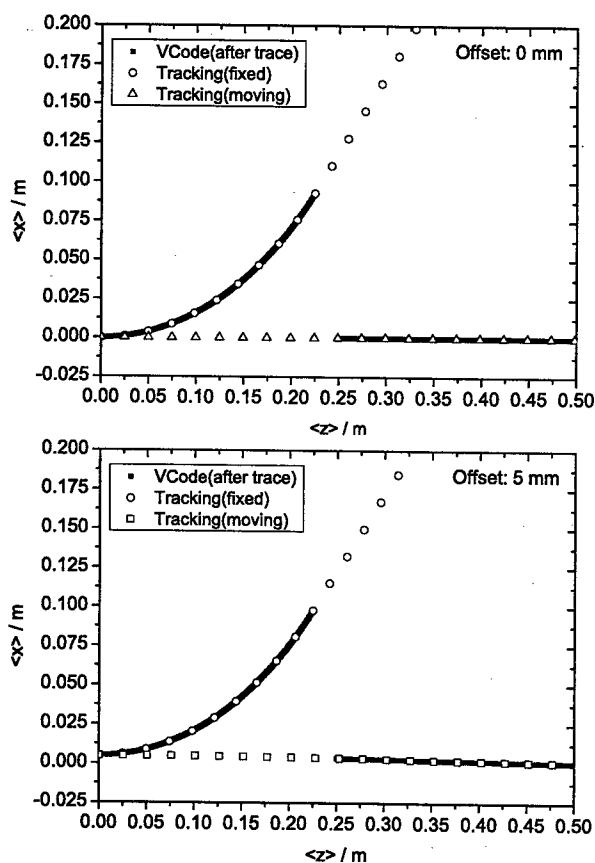 0.200
0.175
0.150
0.125
0.100
0.075
0.050
0.025
0.000
-0.025
<x> / m
VCode(after trace)
Tracking(fixed)
Tracking(moving)
Offset: 0 mm
0.00 0.05 0.10 0.15 0.20 0.25 0.30 0.35 0.40 0.45 0.50
<z> / m
0.200
0.175
0.150
0.125
0.100
0.075
0.050
0.025
0.000
-0.025
<x> / m
VCode(after trace)
Tracking(fixed)
Tracking(moving)
Offset: 5 mm
0.00 0.05 0.10 0.15 0.20 0.25 0.30 0.35 0.40 0.45 0.50
<z> / m